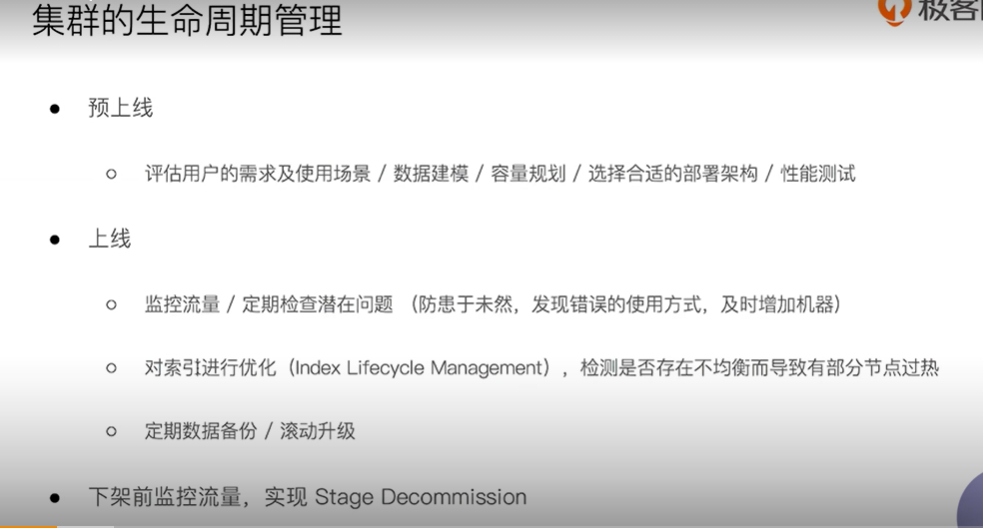 集群的生命周期管理
极客
预上线
评估用户的需求及使用场景 / 数据建模 / 容量规划 / 选择合适的部署架构 / 性能测试
上线
监控流量 / 定期检查潜在问题 （防患于未然，发现错误的使用方式，及时增加机器）
对索引进行优化（Index Lifecycle Management），检测是否存在不均衡而导致有部分节点过热
定期数据备份 / 滚动升级
下架前监控流量，实现 Stage Decommission